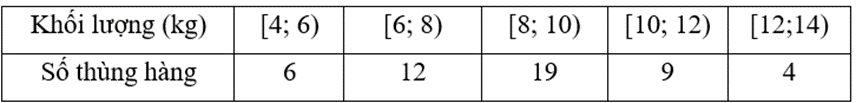 Khối lượng (kg) [4; 6) [6; 8) [8; 10) [10; 12) [12;14)
Số thùng hàng 6 12 19 9 4